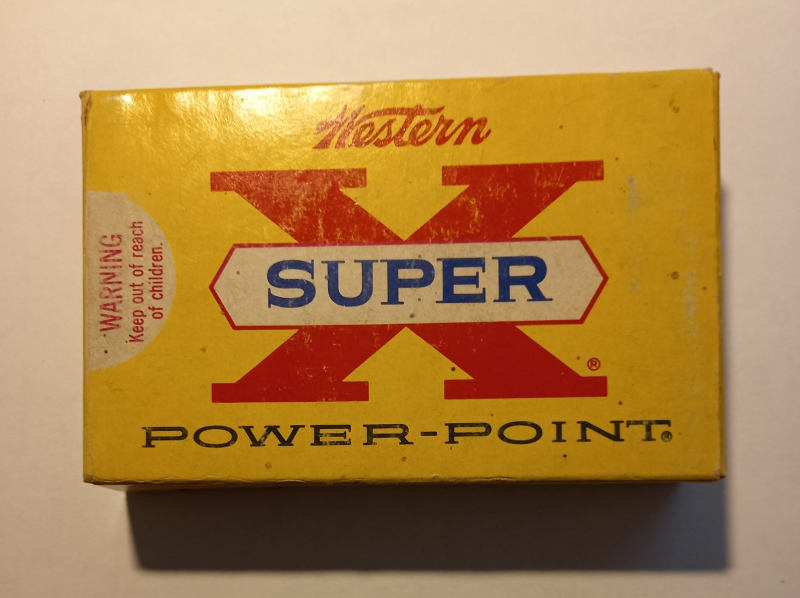 Western
X
SUPER
®
POWER-POINT®
WARNING
Keep out of reach
of children.